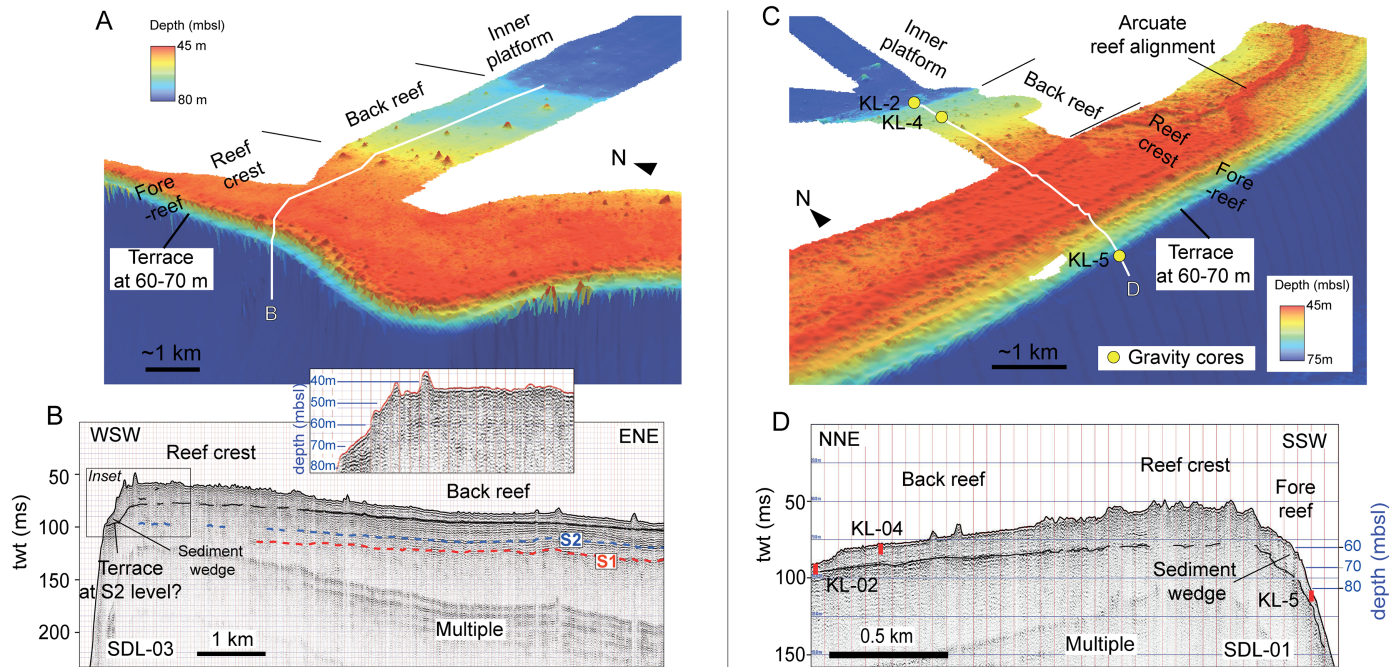 A
Depth (mbsl)
45 m
80 m
Inner
platform
Back reef
Reef
crest
Fore
-reef
N
Terrace
at 60-70 m
B
~1 km
C
Inner
platform
Arcuate
reef alignment
KL-2
KL-4
Back reef
Reef
crest
Fore
-reef
N
KL-5
D
Terrace
at 60-70 m
Depth (mbsl)
45m
75m
~1 km
Gravity cores
B
WSW
ENE
Reef crest
Back reef
Inset
depth (mbsl)
40m
50m
60m
70m
80m
twt (ms)
50
100
150
200
S2
S1
Sediment
wedge
Terrace
at S2 level?
Multiple
SDL-03
1 km
D
NNE
SSW
Back reef
Reef crest
Fore
reef
twt (ms)
50
100
150
KL-04
KL-02
60
70
80
depth (mbsl)
Sediment
wedge
KL-5
0.5 km
Multiple
SDL-01